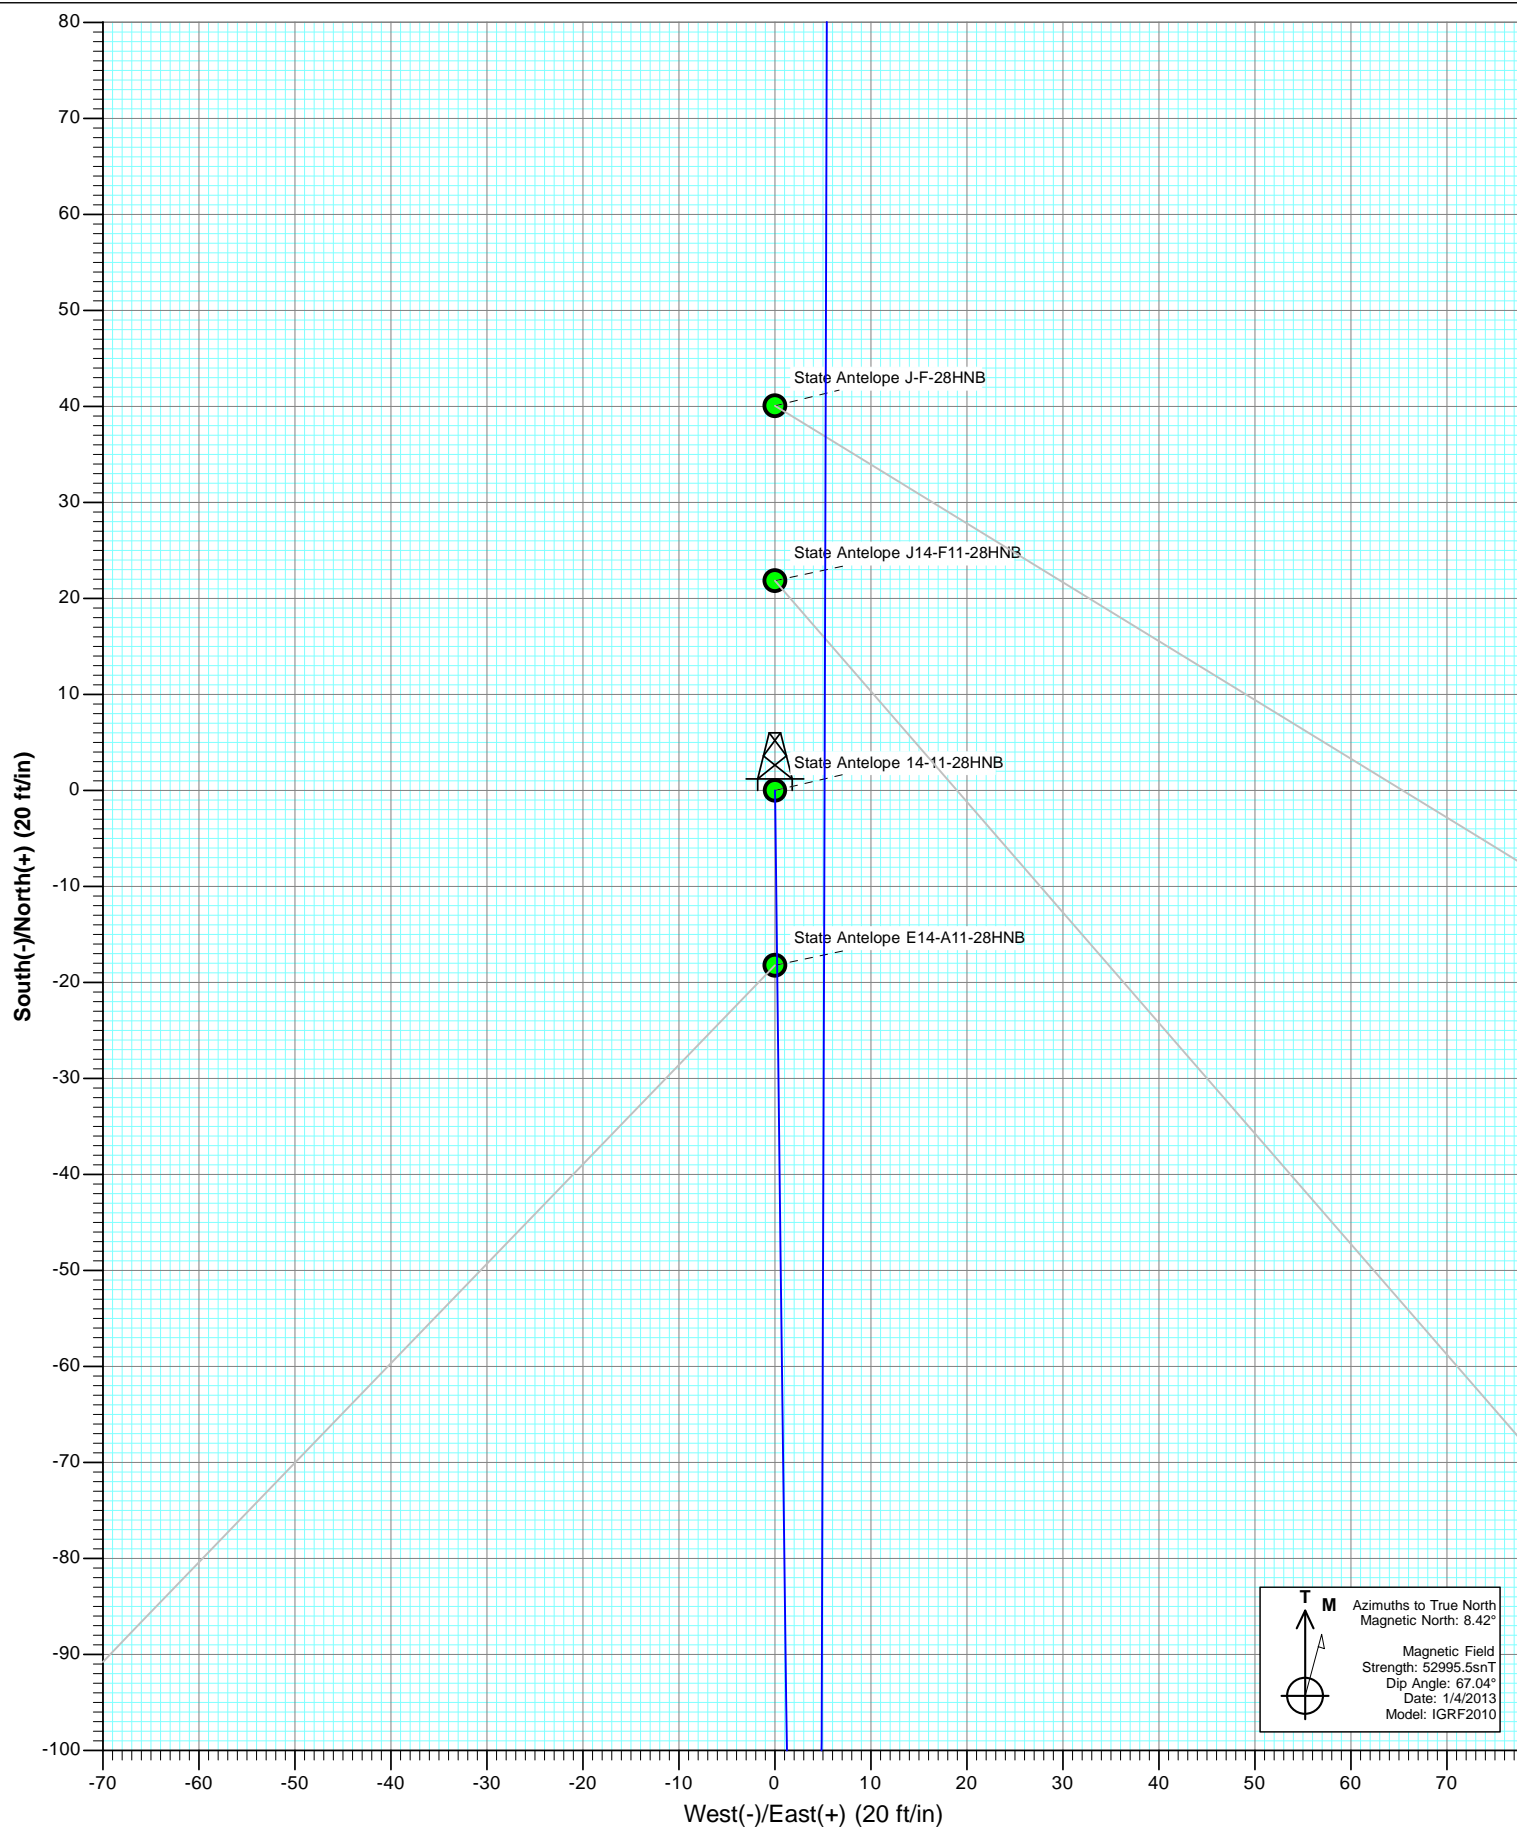 80
70
60
50
40
30
20
10
0
-10
-20
-30
-40
-50
-60
-70
-80
-90
-100
South(-)/North(+) (20 ft/in)
State Antelope J-F-28HNB
State Antelope J14-F11-28HNB
State Antelope 14-11-28HNB
State Antelope E14-A11-28HNB
T M
Azimuths to True North
Magnetic North: 8.42°
Magnetic Field
Strength: 52995.5snT
Dip Angle: 67.04°
Date: 1/4/2013
Model: IGRF2010
-70 -60 -50 -40 -30 -20 -10 0 10 20 30 40 50 60 70
West(-)/East(+) (20 ft/in)